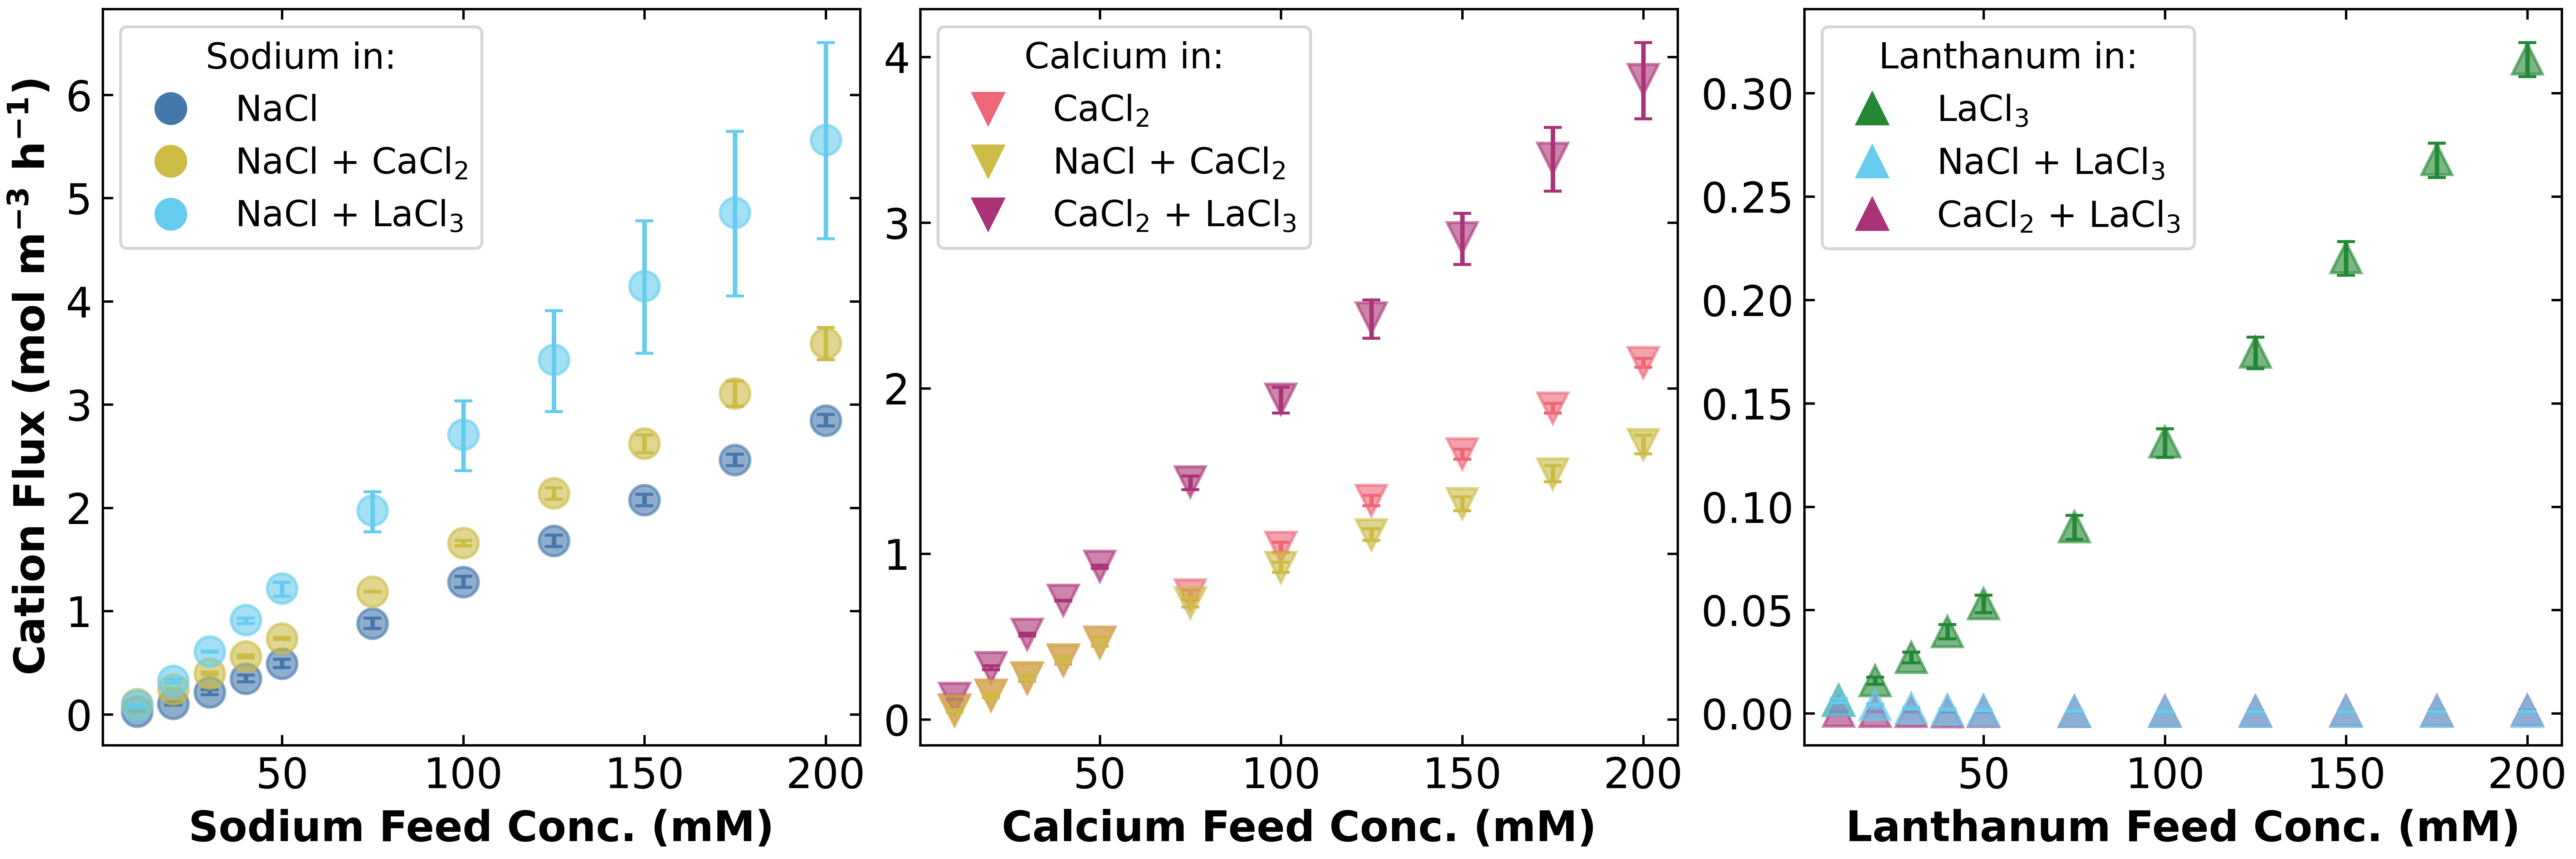 Cation Flux (mol m⁻³ h⁻¹)
Sodium in:
NaCl
NaCl + CaCl₂
NaCl + LaCl₃
6
5
4
3
2
1
0
50 100 150 200
Sodium Feed Conc. (mM)
Calcium in:
CaCl₂
NaCl + CaCl₂
CaCl₂ + LaCl₃
4
3
2
1
0
50 100 150 200
Calcium Feed Conc. (mM)
Lanthanum in:
LaCl₃
NaCl + LaCl₃
CaCl₂ + LaCl₃
0.30
0.25
0.20
0.15
0.10
0.05
0.00
50 100 150 200
Lanthanum Feed Conc. (mM)